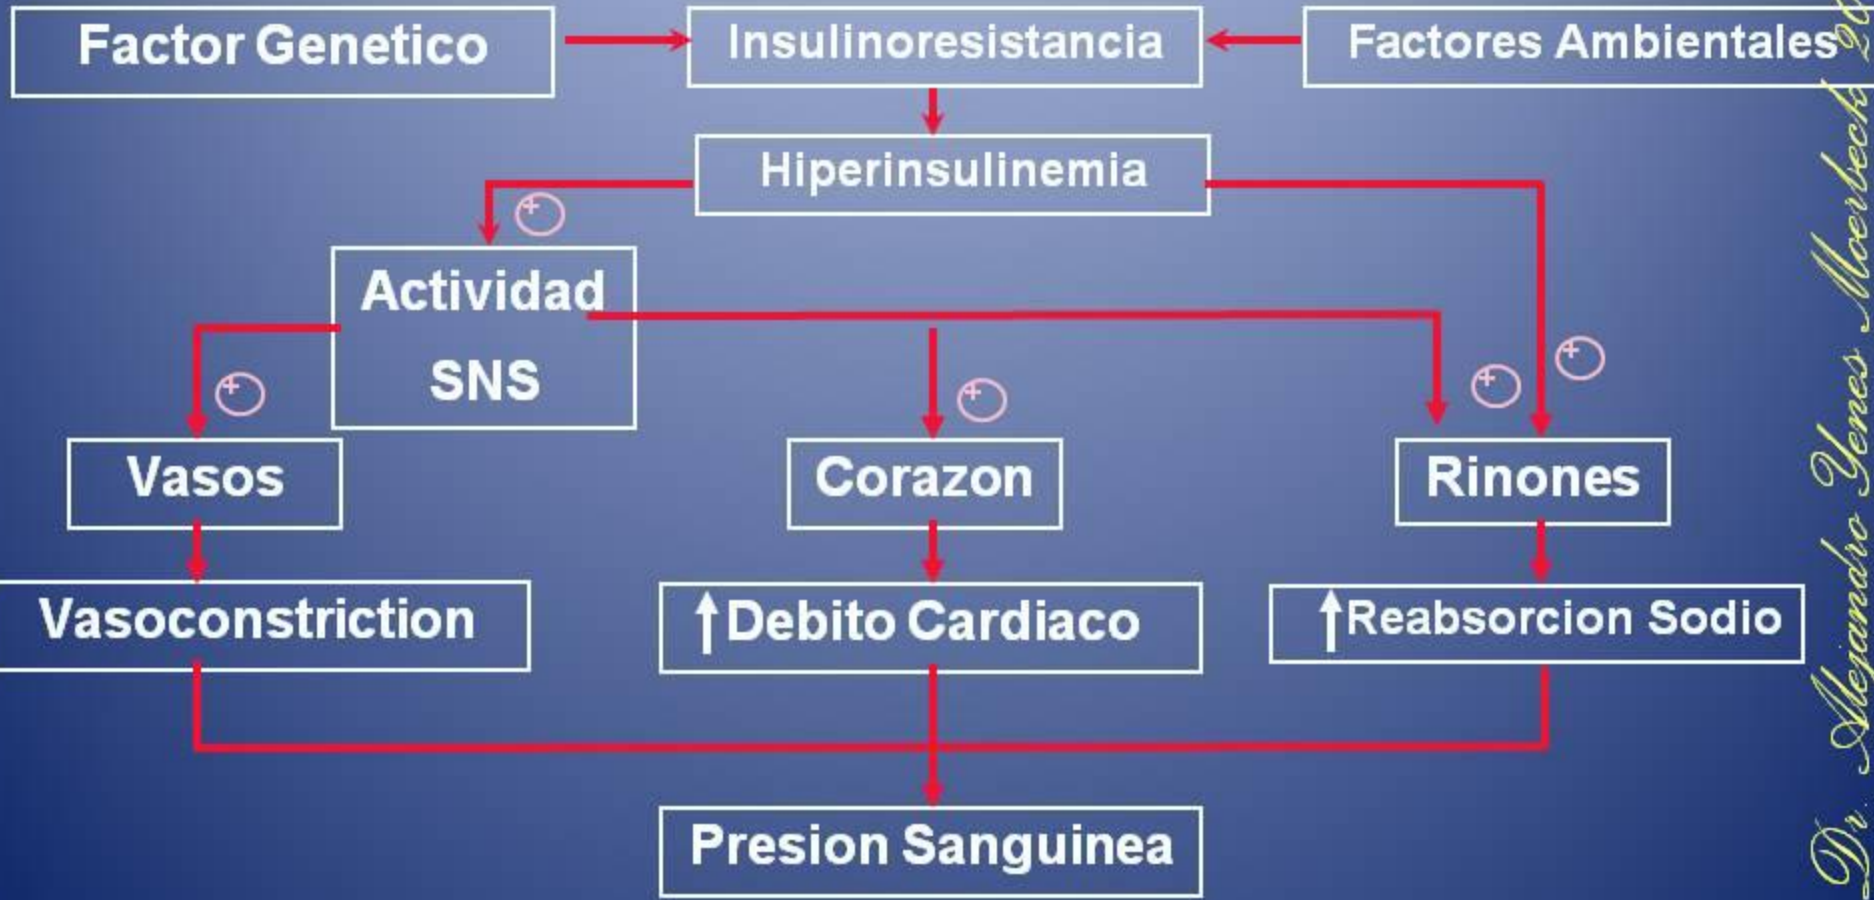 Factor Genetico
Insulinoresistancia
Factores Ambientales
Hiperinsulinemia
+
Actividad
SNS
+
+
+
+
Vasos
Corazon
Rinones
Vasoconstriction
↑Debito Cardiaco
↑Reabsorcion Sodio
Presion Sanguinea
Dr. Alejandro Yenes Moerbeck